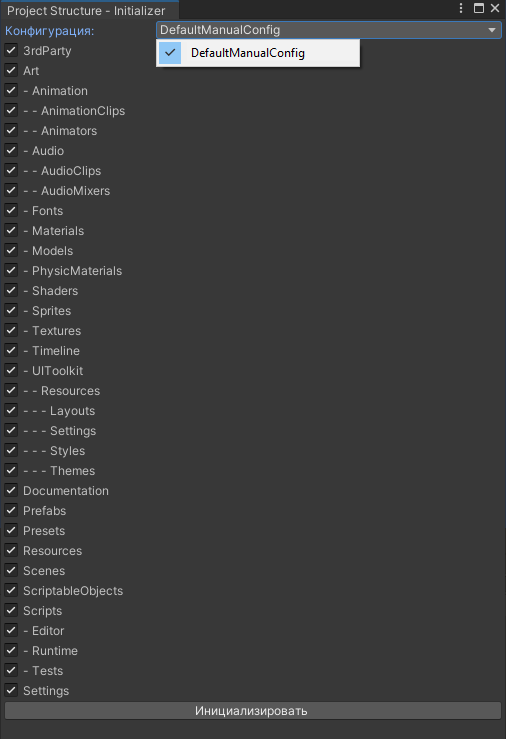 Project Structure - Initializer
Конфигурация: DefaultManualConfig
DefaultManualConfig
3rdParty
Art
- Animation
- - AnimationClips
- - Animators
- Audio
- - AudioClips
- - AudioMixers
- Fonts
- Materials
- Models
- PhysicMaterials
- Shaders
- Sprites
- Textures
- Timeline
- UIToolkit
- - Resources
- - - Layouts
- - - Settings
- - - Styles
- - - Themes
Documentation
Prefabs
Presets
Resources
Scenes
ScriptableObjects
Scripts
- Editor
- Runtime
- Tests
Settings
Инициализировать